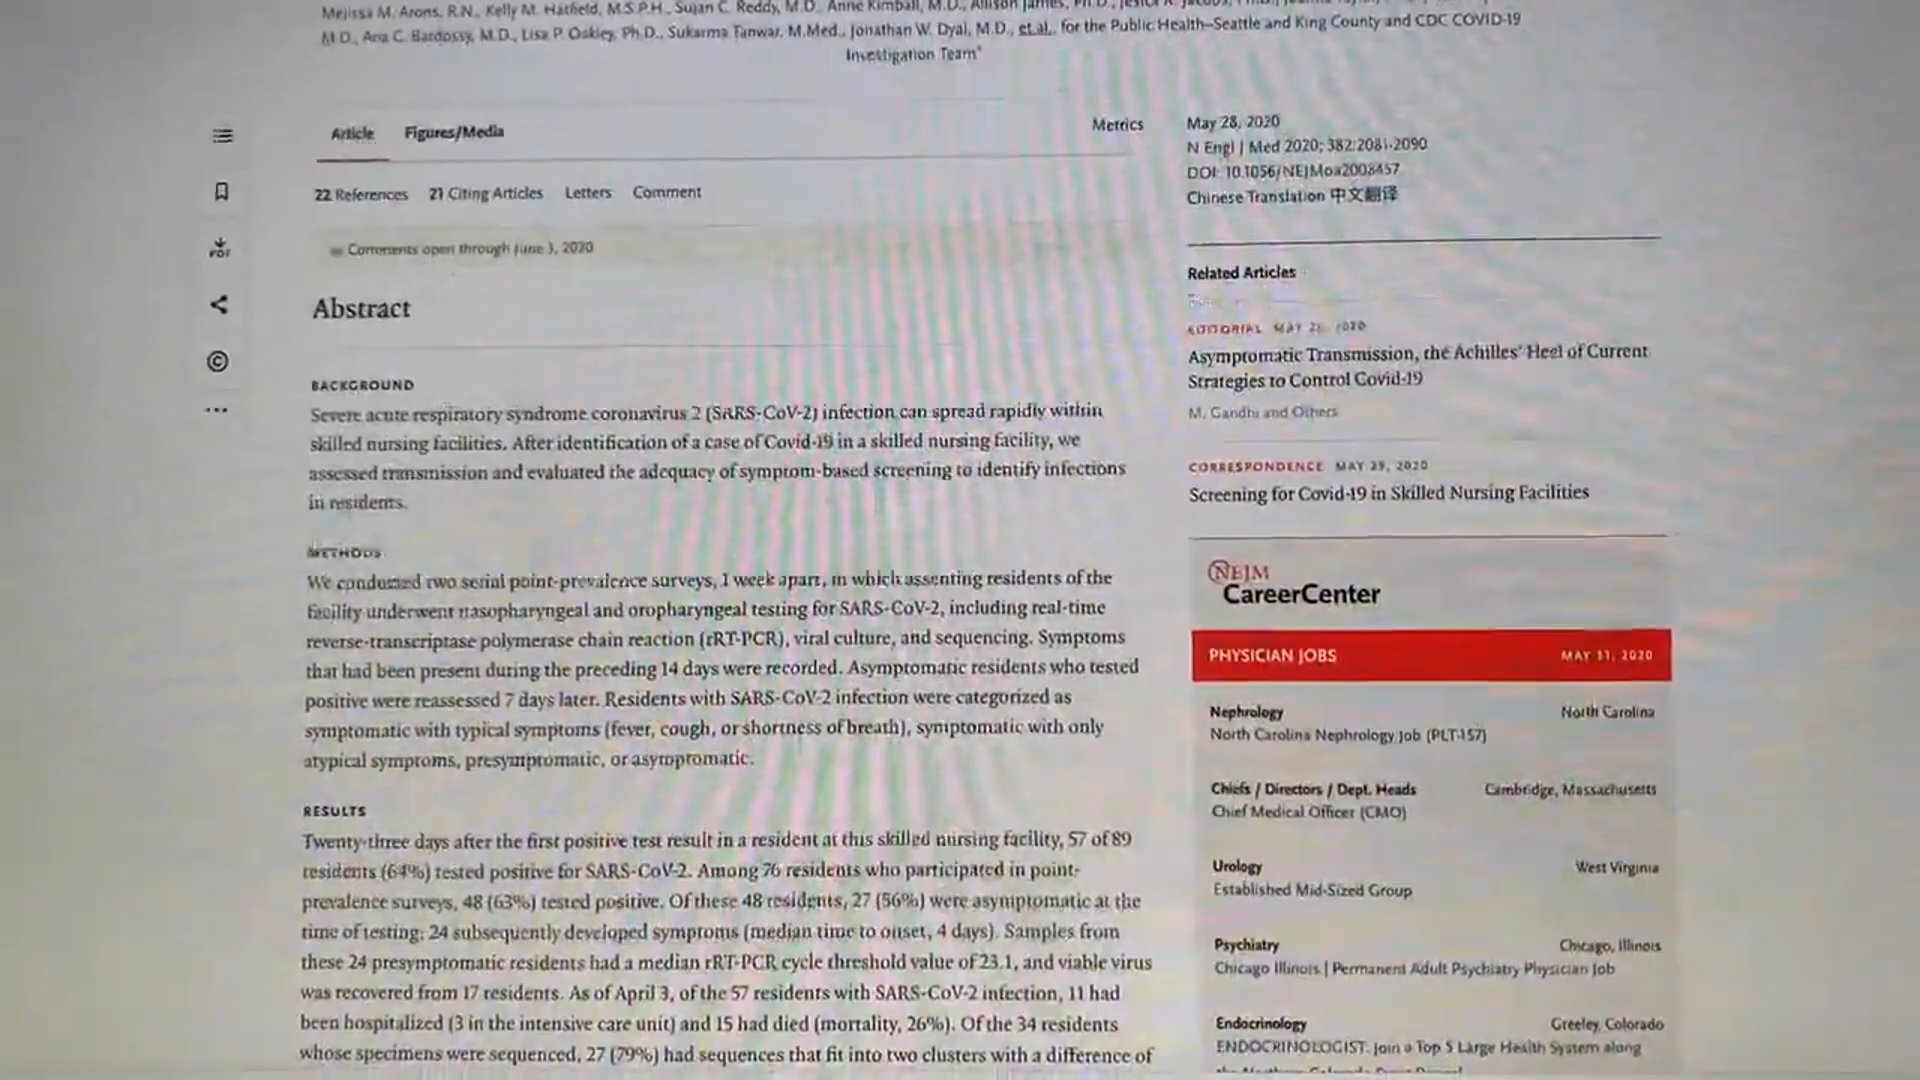 Melissa M. Arons, R.N., Kelly M. Hatfield, M.S.P.H., Sujan C. Reddy, M.D., Anne Kimball, M.D., Allison James, Ph.D.,
M.D., Ana C. Bardossy, M.D., Lisa P. Oakley, Ph.D., Sukarma Tanwar, M.Med., Jonathan W. Dyal, M.D., et al., for the Public Health–Seattle and King County and CDC COVID-19
Investigation Team*
Article Figures/Media Metrics
22 References 21 Citing Articles Letters Comment
Comments open through June 3, 2020
PDF
Abstract
BACKGROUND
Severe acute respiratory syndrome coronavirus 2 (SARS-CoV-2) infection can spread rapidly within
skilled nursing facilities. After identification of a case of Covid-19 in a skilled nursing facility, we
assessed transmission and evaluated the adequacy of symptom-based screening to identify infections
in residents.
METHODS
We conducted two serial point-prevalence surveys, 1 week apart, in which assenting residents of the
facility underwent nasopharyngeal and oropharyngeal testing for SARS-CoV-2, including real-time
reverse-transcriptase polymerase chain reaction (rRT-PCR), viral culture, and sequencing. Symptoms
that had been present during the preceding 14 days were recorded. Asymptomatic residents who tested
positive were reassessed 7 days later. Residents with SARS-CoV-2 infection were categorized as
symptomatic with typical symptoms (fever, cough, or shortness of breath), symptomatic with only
atypical symptoms, presymptomatic, or asymptomatic.
RESULTS
Twenty-three days after the first positive test result in a resident at this skilled nursing facility, 57 of 89
residents (64%) tested positive for SARS-CoV-2. Among 76 residents who participated in point-
prevalence surveys, 48 (63%) tested positive. Of these 48 residents, 27 (56%) were asymptomatic at the
time of testing; 24 subsequently developed symptoms (median time to onset, 4 days). Samples from
these 24 presymptomatic residents had a median rRT-PCR cycle threshold value of 23.1, and viable virus
was recovered from 17 residents. As of April 3, of the 57 residents with SARS-CoV-2 infection, 11 had
been hospitalized (3 in the intensive care unit) and 15 had died (mortality, 26%). Of the 34 residents
whose specimens were sequenced, 27 (79%) had sequences that fit into two clusters with a difference of
May 28, 2020
N Engl J Med 2020; 382:2081-2090
DOI: 10.1056/NEJMoa2008457
Chinese Translation 中文翻译
Related Articles
EDITORIAL MAY 28, 2020
Asymptomatic Transmission, the Achilles' Heel of Current
Strategies to Control Covid-19
M. Gandhi and Others
CORRESPONDENCE MAY 29, 2020
Screening for Covid-19 in Skilled Nursing Facilities
NEJM
CareerCenter
PHYSICIAN JOBS MAY 31, 2020
Nephrology North Carolina
North Carolina Nephrology Job (PLT-157)
Chiefs / Directors / Dept. Heads Cambridge, Massachusetts
Chief Medical Officer (CMO)
Urology West Virginia
Established Mid-Sized Group
Psychiatry Chicago, Illinois
Chicago Illinois | Permanent Adult Psychiatry Physician Job
Endocrinology Greeley, Colorado
ENDOCRINOLOGIST: Join a Top 5 Large Health System along